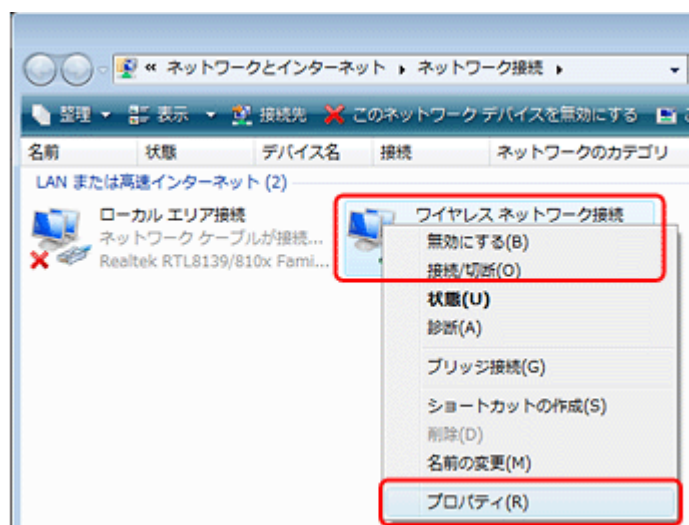 « ネットワークとインターネット ▸ ネットワーク接続 ▸
整理 表示 接続先 このネットワーク デバイスを無効にする
名前 状態 デバイス名 接続 ネットワークのカテゴリ
LAN または高速インターネット (2)
ローカル エリア接続
ネットワーク ケーブルが接続...
Realtek RTL8139/810x Fami...
ワイヤレス ネットワーク接続
無効にする(B)
接続/切断(O)
状態(U)
診断(A)
ブリッジ接続(G)
ショートカットの作成(S)
削除(D)
名前の変更(M)
プロパティ(R)